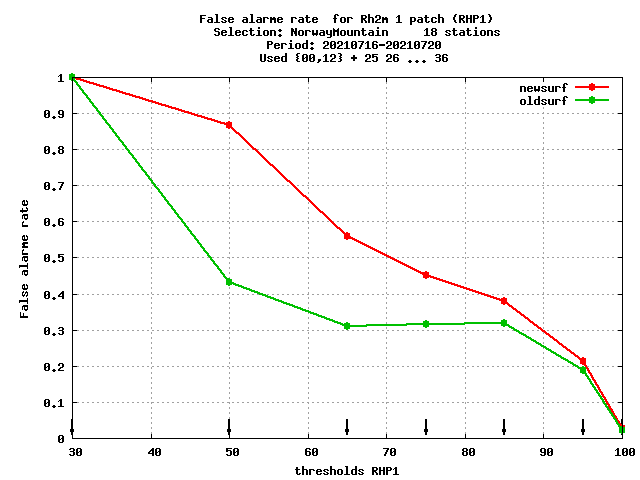 False alarme rate  for Rh2m 1 patch (RHP1)
Selection: NorwayMountain     18 stations
Period: 20210716-20210720
Used {00,12} + 25 26 ... 36
newsurf
oldsurf
1
0.9
0.8
0.7
0.6
0.5
0.4
0.3
0.2
0.1
0
False alarme rate
30 40 50 60 70 80 90 100
thresholds RHP1